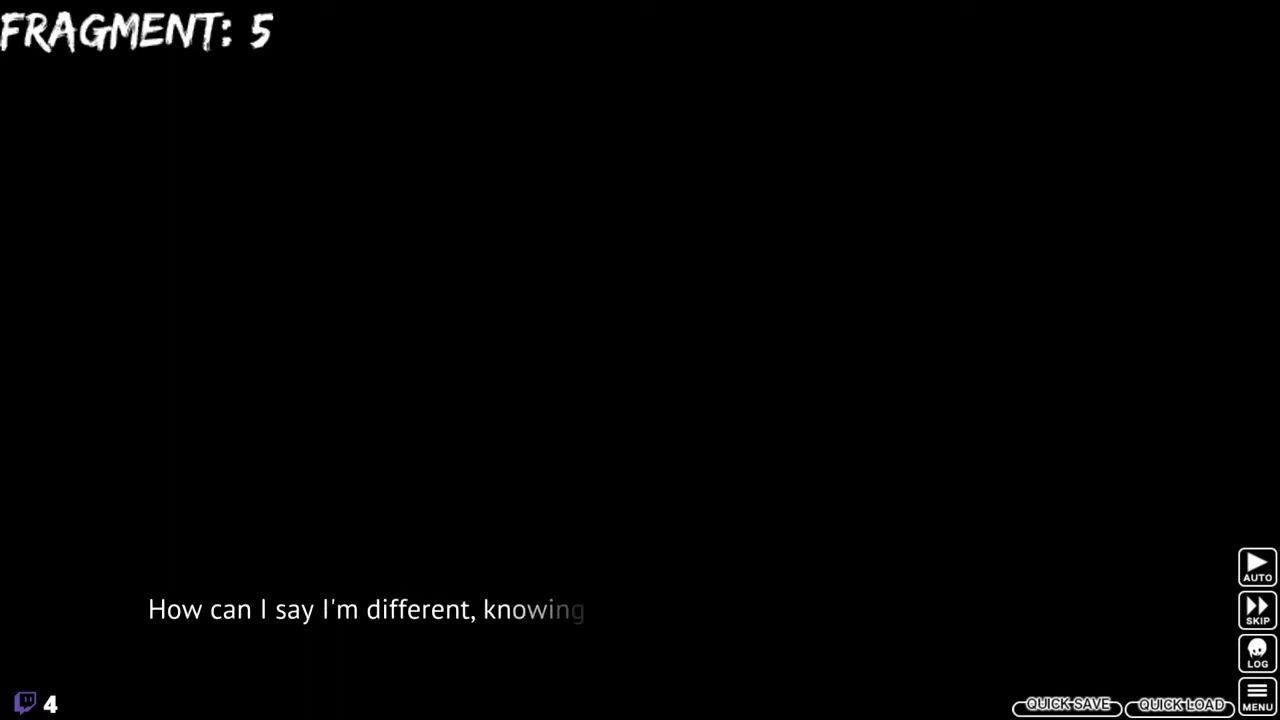 FRAGMENT: 5
AUTO
SKIP
How can I say I'm different, knowing
LOG
4
QUICK SAVE
QUICK LOAD
MENU